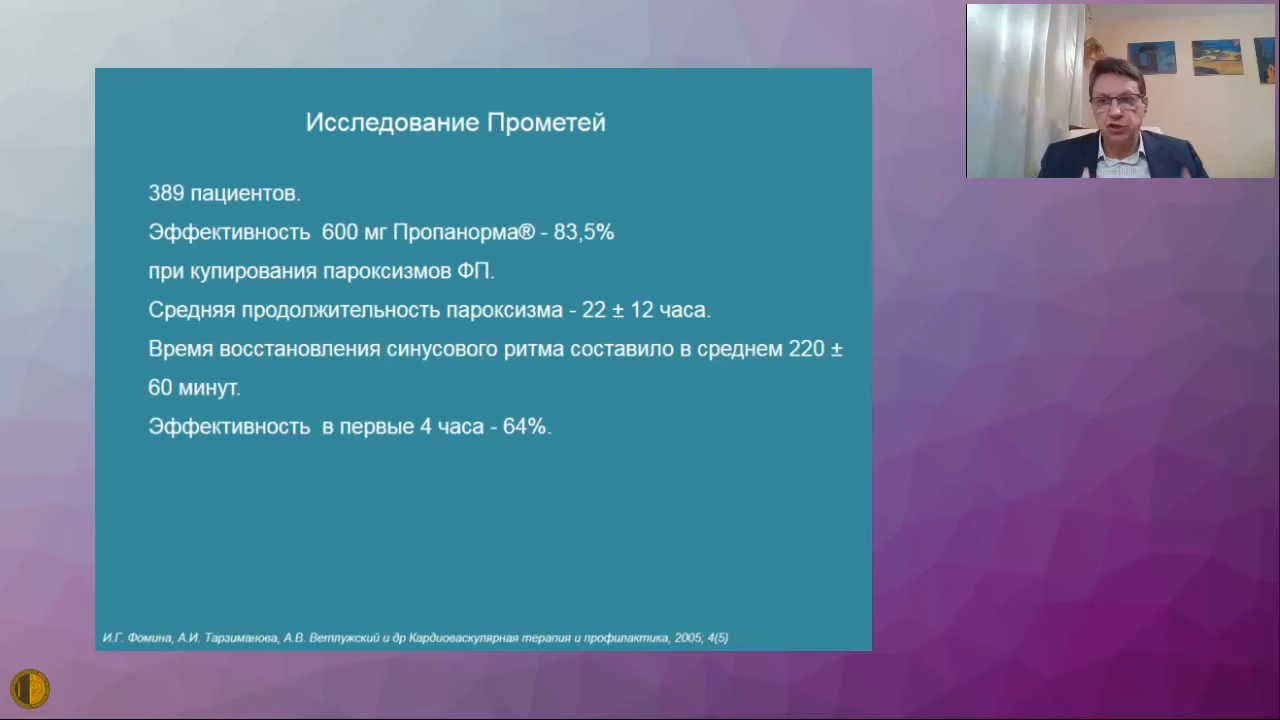 Исследование Прометей
389 пациентов.
Эффективность 600 мг Пропанорма® - 83,5%
при купирования пароксизмов ФП.
Средняя продолжительность пароксизма - 22 ± 12 часа.
Время восстановления синусового ритма составило в среднем 220 ±
60 минут.
Эффективность в первые 4 часа - 64%.
И.Г. Фомина, А.И. Тарзиманова, А.В. Ветлужский и др Кардиоваскулярная терапия и профилактика, 2005; 4(5)